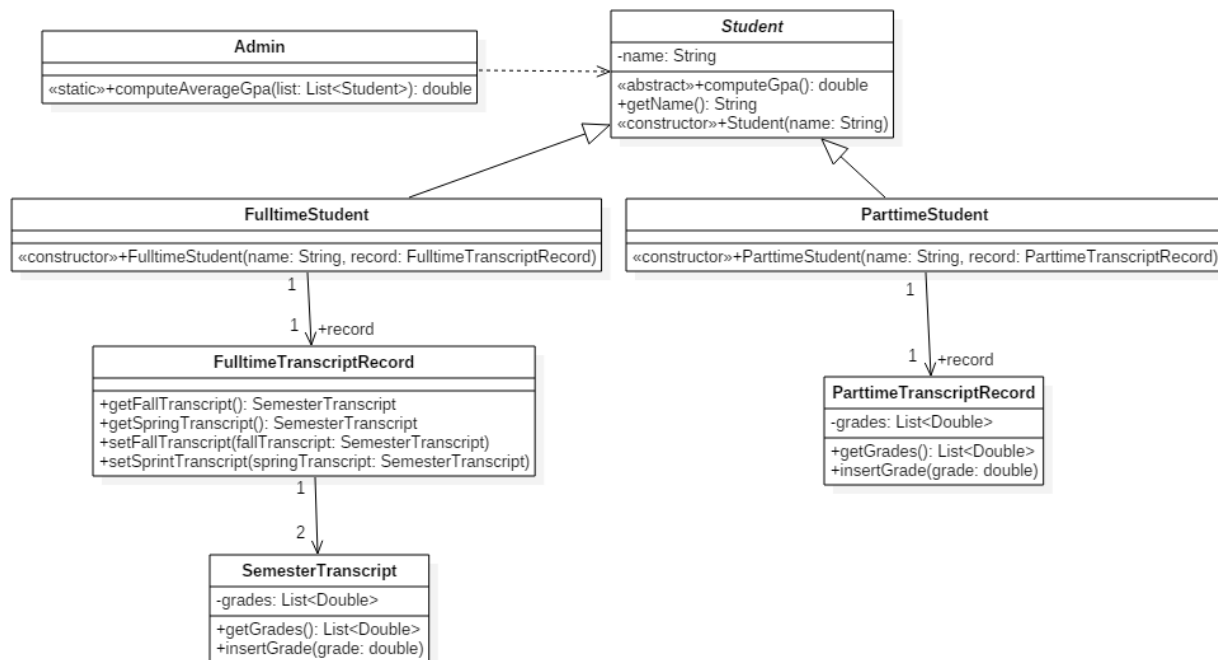 Admin
«static»+computeAverageGpa(list: List<Student>): double
Student
-name: String
«abstract»+computeGpa(): double
+getName(): String
«constructor»+Student(name: String)
FulltimeStudent
«constructor»+FulltimeStudent(name: String, record: FulltimeTranscriptRecord)
1
1
+record
FulltimeTranscriptRecord
+getFallTranscript(): SemesterTranscript
+getSpringTranscript(): SemesterTranscript
+setFallTranscript(fallTranscript: SemesterTranscript)
+setSprintTranscript(springTranscript: SemesterTranscript)
1
2
SemesterTranscript
-grades: List<Double>
+getGrades(): List<Double>
+insertGrade(grade: double)
ParttimeStudent
«constructor»+ParttimeStudent(name: String, record: ParttimeTranscriptRecord)
1
1
+record
ParttimeTranscriptRecord
-grades: List<Double>
+getGrades(): List<Double>
+insertGrade(grade: double)